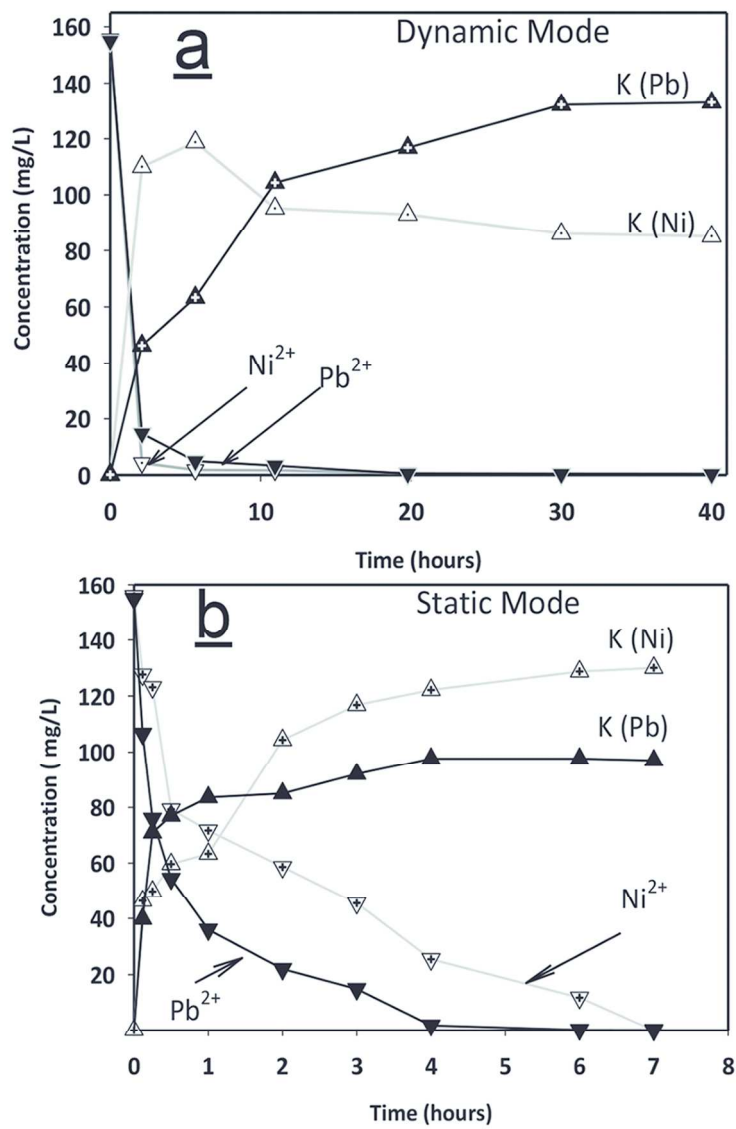 a
Dynamic Mode
Concentration (mg/L)
160
140
120
100
80
60
40
20
0
K (Pb)
K (Ni)
Ni2+
Pb2+
0 10 20 30 40
Time (hours)
b
Static Mode
Concentration ( mg/L)
160
140
120
100
80
60
40
20
K (Ni)
K (Pb)
Ni2+
Pb2+
0 1 2 3 4 5 6 7 8
Time (hours)